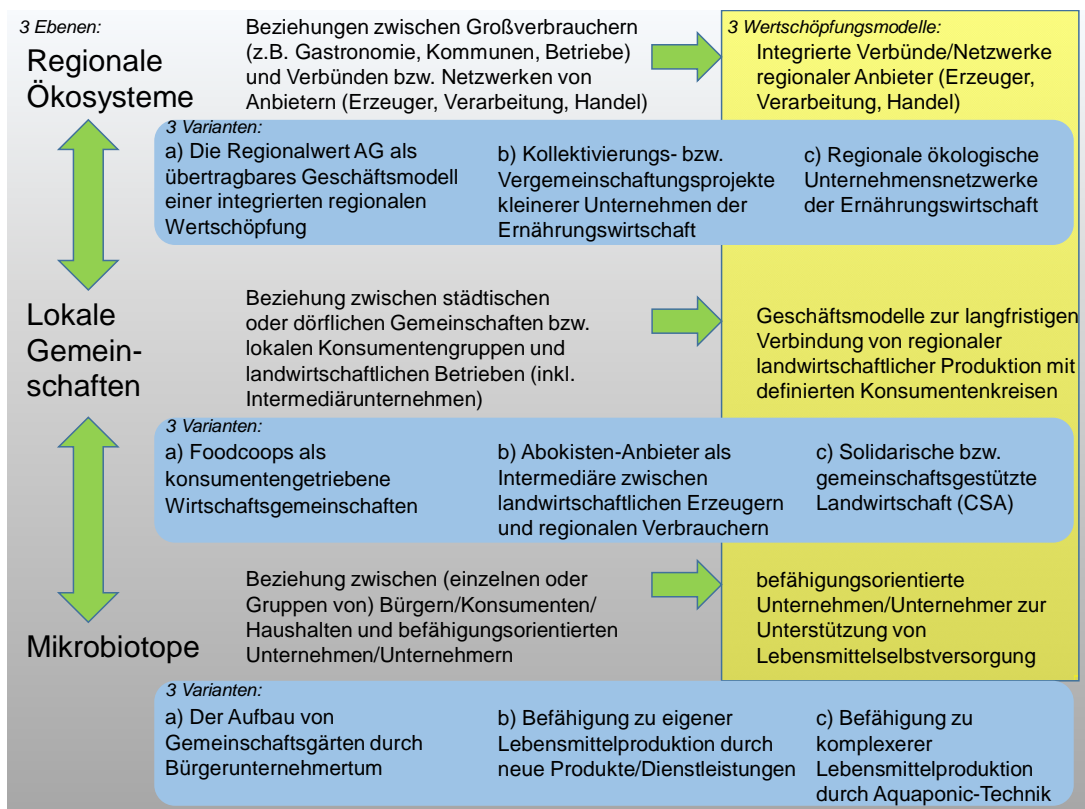 3 Ebenen:
Regionale
Ökosysteme
Beziehungen zwischen Großverbrauchern
(z.B. Gastronomie, Kommunen, Betriebe)
und Verbünden bzw. Netzwerken von
Anbietern (Erzeuger, Verarbeitung, Handel)
3 Wertschöpfungsmodelle:
Integrierte Verbünde/Netzwerke
regionaler Anbieter (Erzeuger,
Verarbeitung, Handel)
3 Varianten:
a) Die Regionalwert AG als
übertragbares Geschäftsmodell
einer integrierten regionalen
Wertschöpfung
b) Kollektivierungs- bzw.
Vergemeinschaftungsprojekte
kleinerer Unternehmen der
Ernährungswirtschaft
c) Regionale ökologische
Unternehmensnetzwerke
der Ernährungswirtschaft
Lokale
Gemein-
schaften
Beziehung zwischen städtischen
oder dörflichen Gemeinschaften bzw.
lokalen Konsumentengruppen und
landwirtschaftlichen Betrieben (inkl.
Intermediärunternehmen)
Geschäftsmodelle zur langfristigen
Verbindung von regionaler
landwirtschaftlicher Produktion mit
definierten Konsumentenkreisen
3 Varianten:
a) Foodcoops als
konsumentengetriebene
Wirtschaftsgemeinschaften
b) Abokisten-Anbieter als
Intermediäre zwischen
landwirtschaftlichen Erzeugern
und regionalen Verbrauchern
c) Solidarische bzw.
gemeinschaftsgestützte
Landwirtschaft (CSA)
Mikrobiotope
Beziehung zwischen (einzelnen oder
Gruppen von) Bürgern/Konsumenten/
Haushalten und befähigungsorientierten
Unternehmen/Unternehmern
befähigungsorientierte
Unternehmen/Unternehmer zur
Unterstützung von
Lebensmittelselbstversorgung
3 Varianten:
a) Der Aufbau von
Gemeinschaftsgärten durch
Bürgerunternehmertum
b) Befähigung zu eigener
Lebensmittelproduktion durch
neue Produkte/Dienstleistungen
c) Befähigung zu
komplexerer
Lebensmittelproduktion
durch Aquaponic-Technik